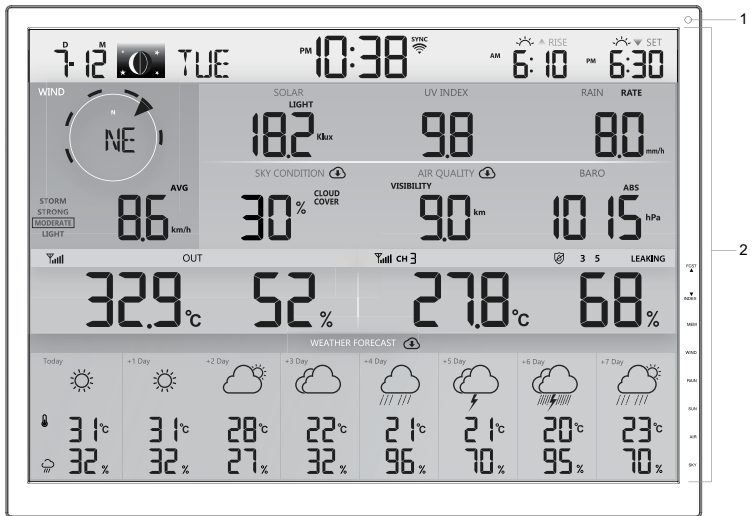 1
D M
7-12 TUE PM 10:38 SYNC AM RISE 6:10 PM SET 6:30
WIND
N
NE
AVG
8.6 km/h
STORM
STRONG
MODERATE
LIGHT
SOLAR
LIGHT
18.2 Klux
UV INDEX
9.8
RAIN RATE
8.0 mm/h
SKY CONDITION
30% CLOUD COVER
AIR QUALITY
VISIBILITY
9.0 km
BARO
ABS
1015 hPa
2
OUT
32.9 °C 52 %
CH 3 3 5 LEAKING
27.8 °C 68 %
WEATHER FORECAST
Today +1 Day +2 Day +3 Day +4 Day +5 Day +6 Day +7 Day
31°C 31°C 28°C 22°C 21°C 21°C 20°C 23°C
32% 32% 27% 32% 96% 70% 95% 70%
FCST
INDEX
MEM
WIND
RAIN
SUN
AIR
SKY